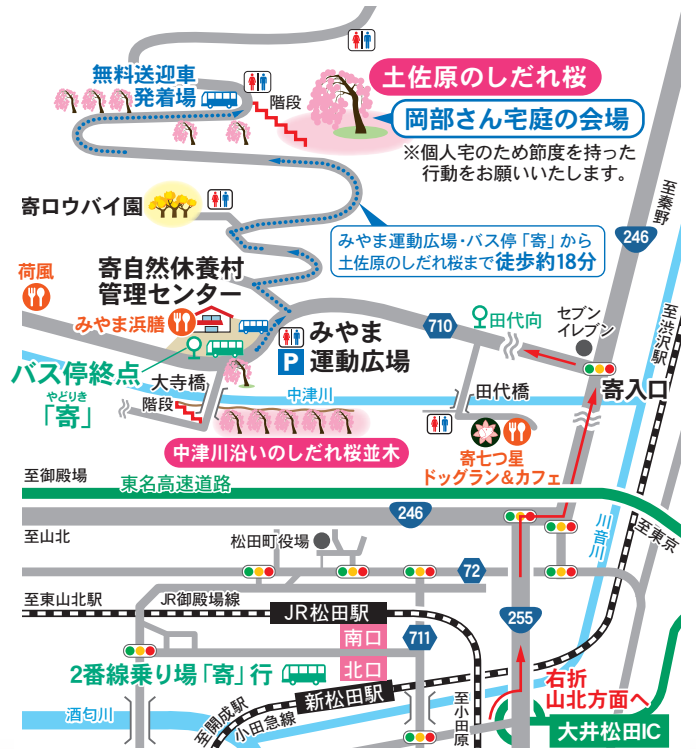 無料送迎車
発着場
階段
土佐原のしだれ桜
岡部さん宅庭の会場
※個人宅のため節度を持った
行動をお願いいたします。
至秦野
246
寄ロウバイ園
みやま運動広場・バス停「寄」から
土佐原のしだれ桜まで徒歩約18分
荷風
寄自然休養村
管理センター
みやま浜膳
至渋沢駅
710
田代向
セブン
イレブン
P
みやま
運動広場
バス停終点
やどりき
「寄」
大寺橋
階段
中津川
田代橋
寄入口
中津川沿いのしだれ桜並木
寄七つ星
ドッグラン&カフェ
至御殿場
東名高速道路
246
至山北
松田町役場
川音川
至東京
72
至東山北駅
JR御殿場線
JR松田駅
255
南口
711
北口
2番線乗り場「寄」行
新松田駅
右折
山北方面へ
酒匂川
至開成駅
小田急線
至小田原
大井松田IC